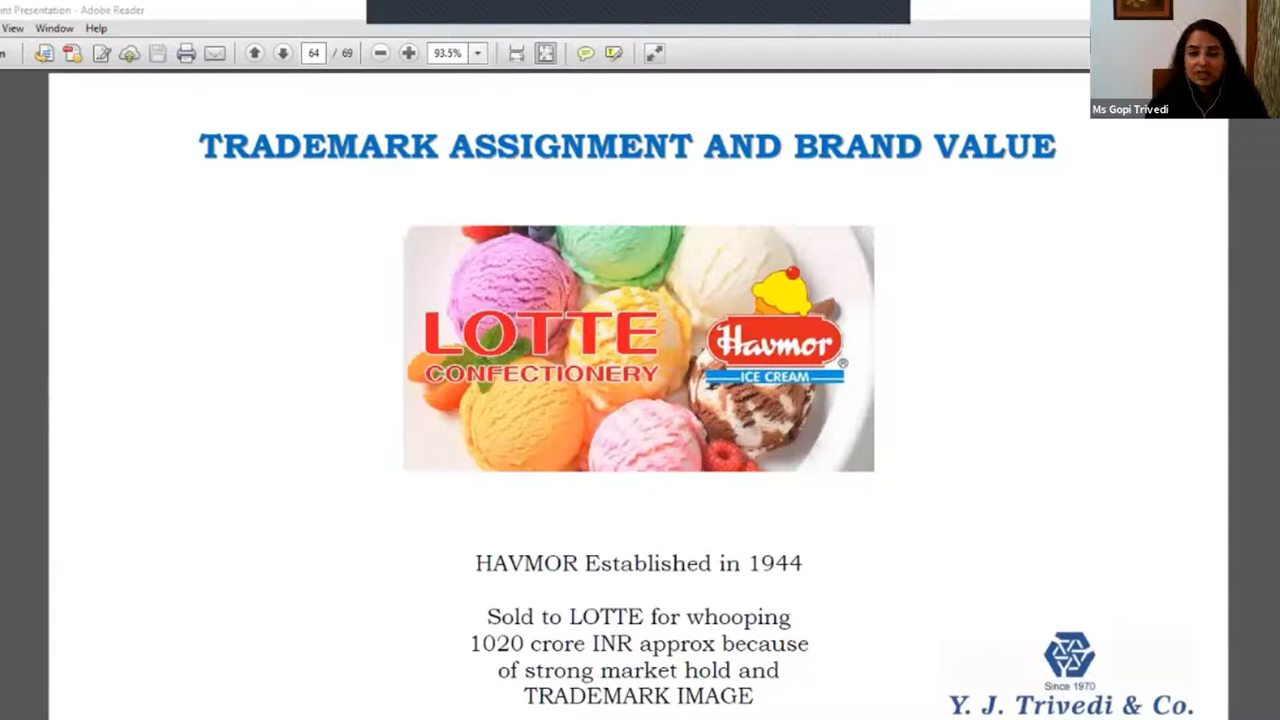 int Presentation - Adobe Reader
View Window Help
64 / 69 93.5%
Ms Gopi Trivedi
TRADEMARK ASSIGNMENT AND BRAND VALUE
LOTTE
CONFECTIONERY
Havmor
®
ICE CREAM
HAVMOR Established in 1944
Sold to LOTTE for whooping
1020 crore INR approx because
of strong market hold and
TRADEMARK IMAGE
Since 1970
Y. J. Trivedi & Co.